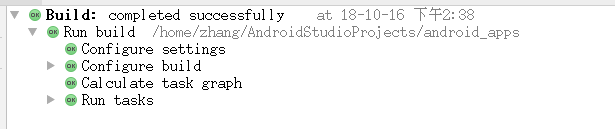 Build: completed successfully at 18-10-16 下午2:38
Run build /home/zhang/AndroidStudioProjects/android_apps
Configure settings
Configure build
Calculate task graph
Run tasks